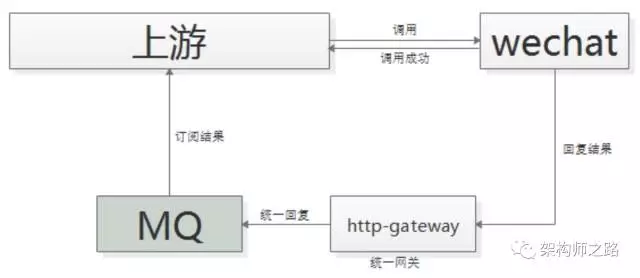 上游
调用
调用成功
wechat
订阅结果
回复结果
MQ
统一回复
http-gateway
统一网关
架构师之路